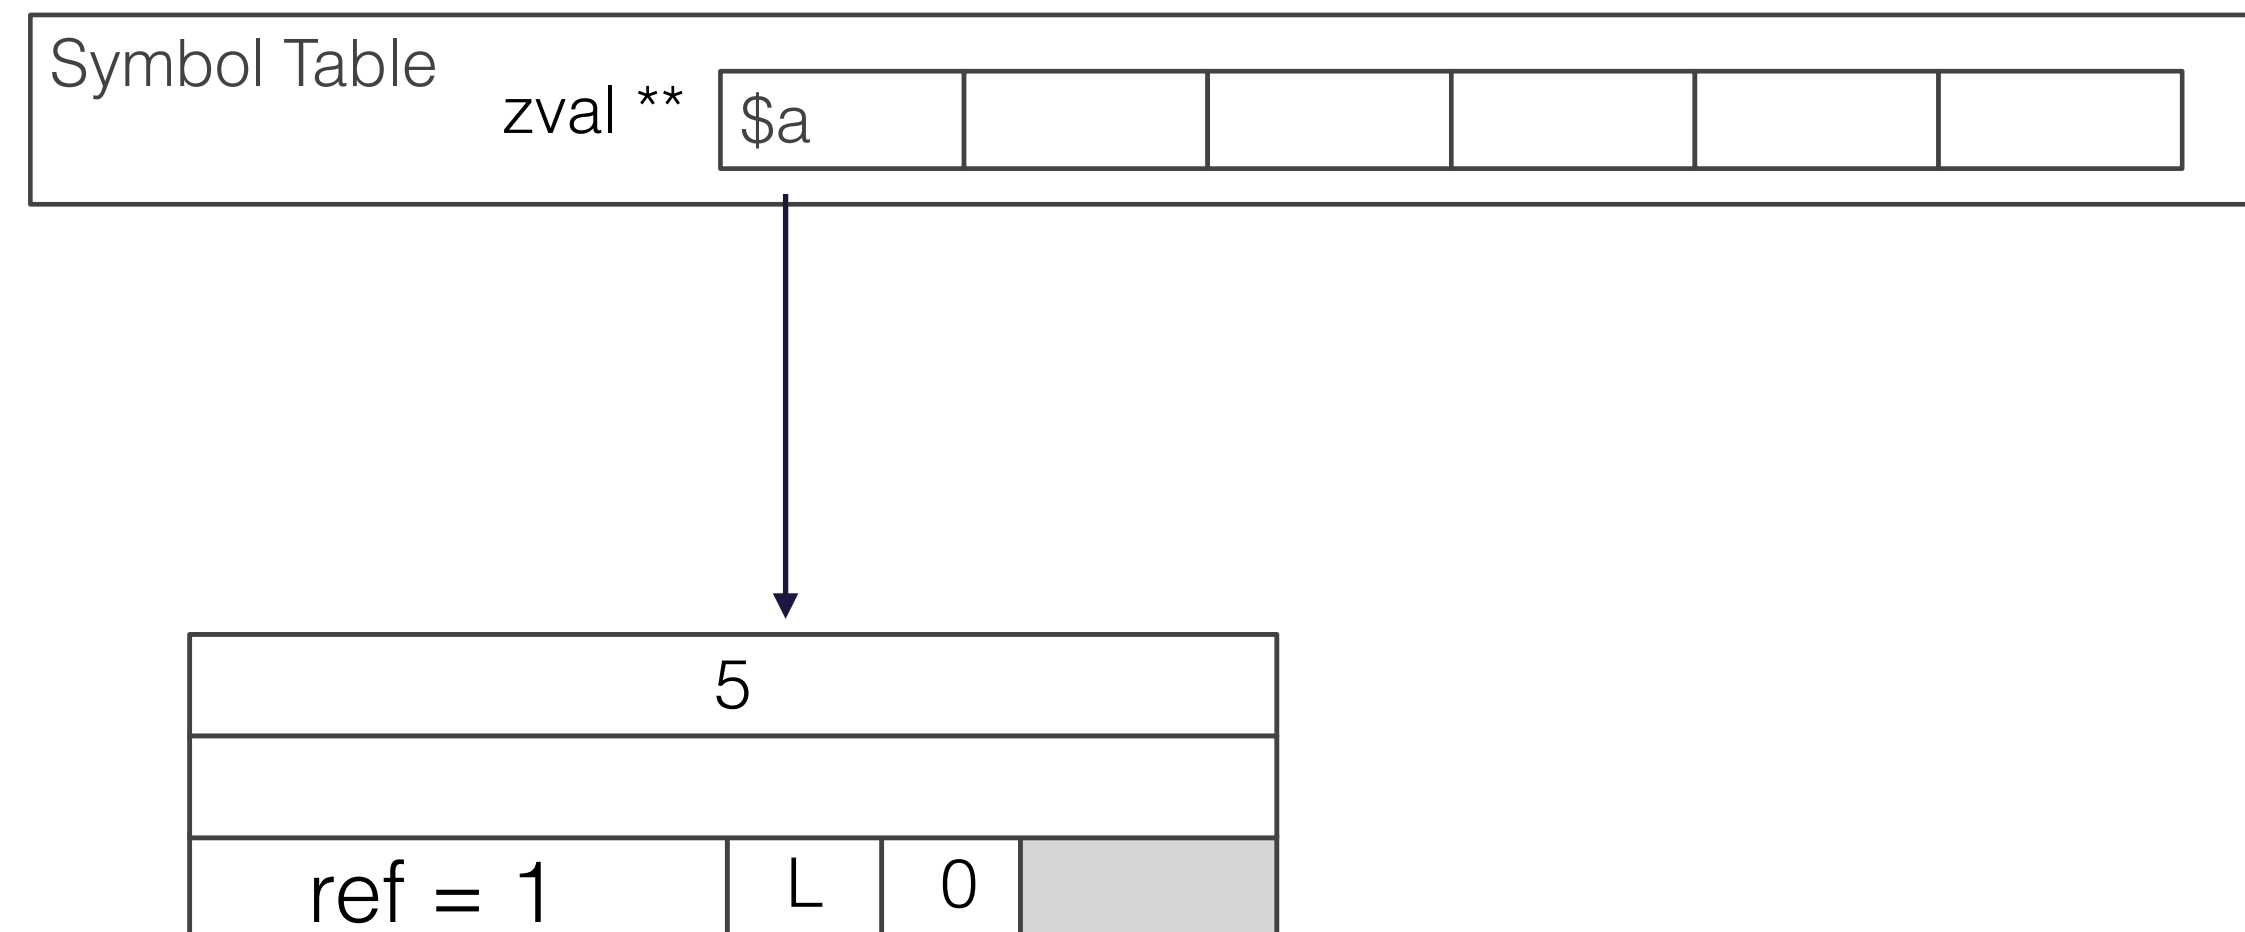 Symbol Table
zval **
$a
5
ref = 1
L
0